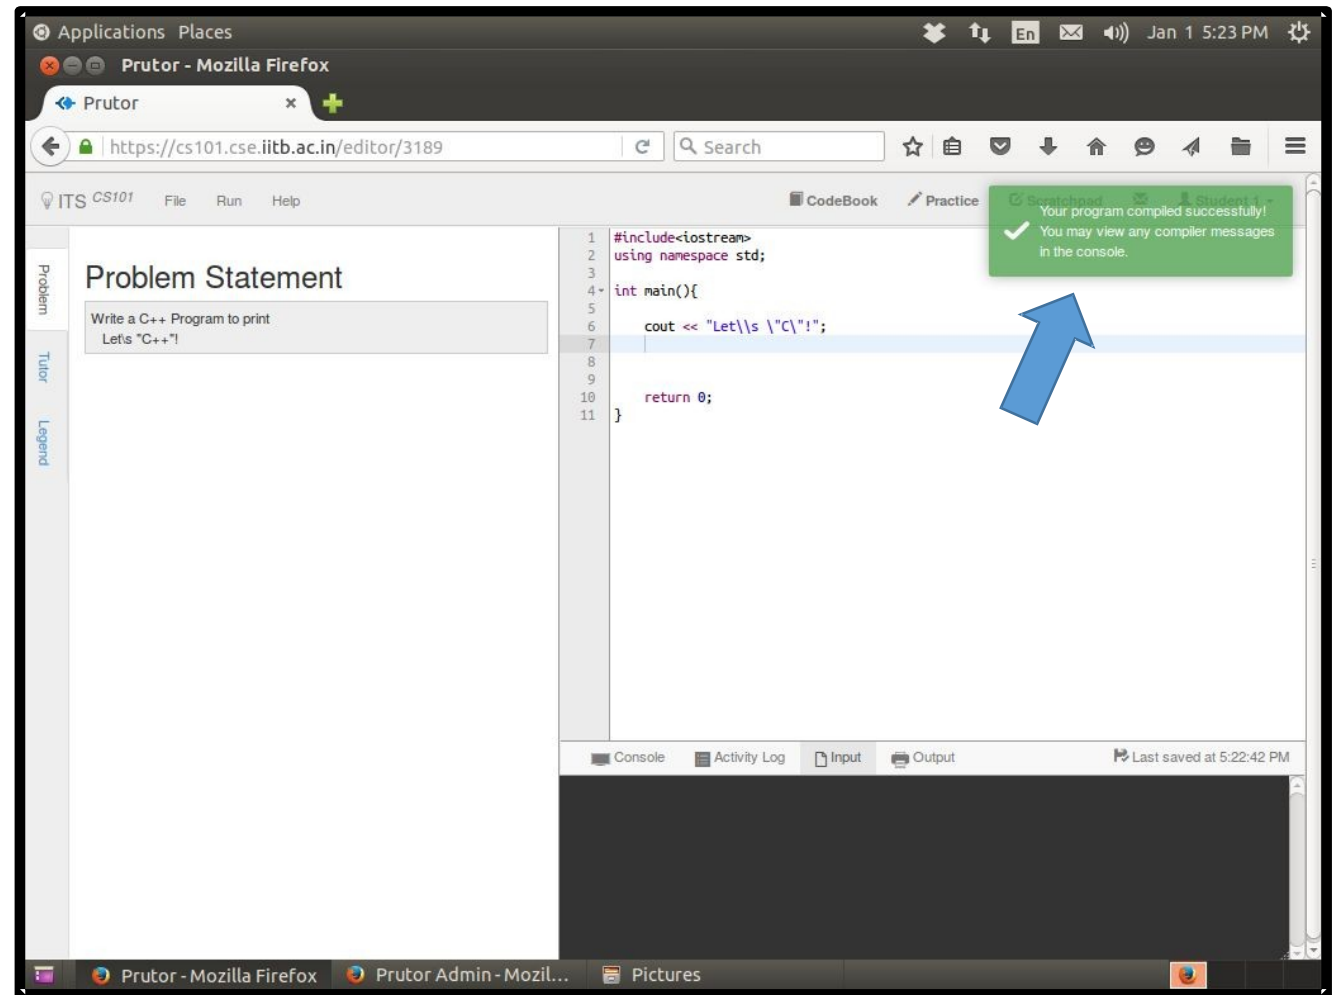 Applications Places En Jan 1 5:23 PM
Prutor - Mozilla Firefox
Prutor
https://cs101.cse.iitb.ac.in/editor/3189 Search
ITS CS101 File Run Help CodeBook Practice Scratchpad Student 1
Your program compiled successfully!
You may view any compiler messages
in the console.
Problem
Tutor
Legend
Problem Statement
Write a C++ Program to print
Let\s "C++"!
1 #include<iostream>
2 using namespace std;
3
4 int main(){
5
6 cout << "Let\\s \"C\"!";
7
8
9
10 return 0;
11 }
Console Activity Log Input Output Last saved at 5:22:42 PM
Prutor - Mozilla Firefox Prutor Admin - Mozil... Pictures